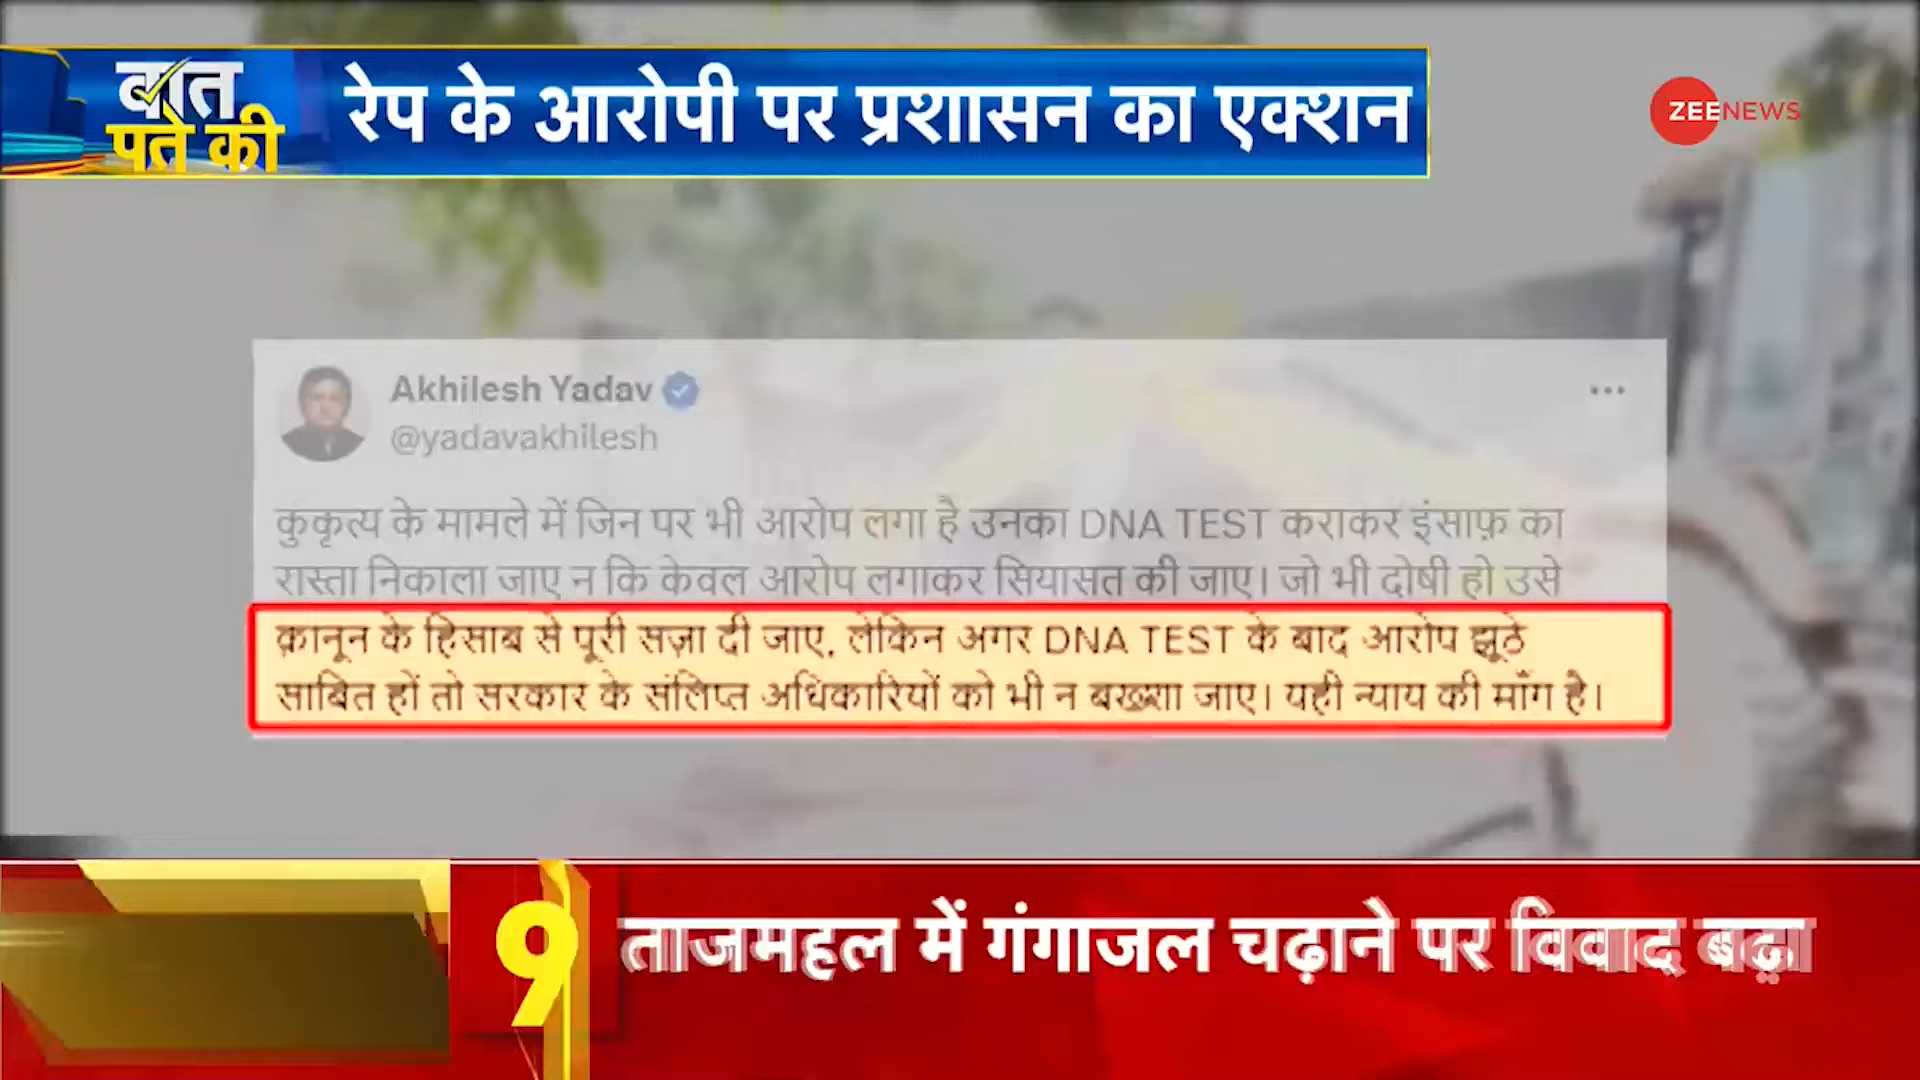 बात
पते की
रेप के आरोपी पर प्रशासन का एक्शन
ZEENEWS
Akhilesh Yadav
@yadavakhilesh
कुकृत्य के मामले में जिन पर भी आरोप लगा है उनका DNA TEST कराकर इंसाफ़ का
रास्ता निकाला जाए न कि केवल आरोप लगाकर सियासत की जाए। जो भी दोषी हो उसे
क़ानून के हिसाब से पूरी सज़ा दी जाए, लेकिन अगर DNA TEST के बाद आरोप झूठे
साबित हों तो सरकार के संलिप्त अधिकारियों को भी न बख्शा जाए। यही न्याय की माँग है।
9 ताजमहल में गंगाजल चढ़ाने पर विवाद बढ़ा